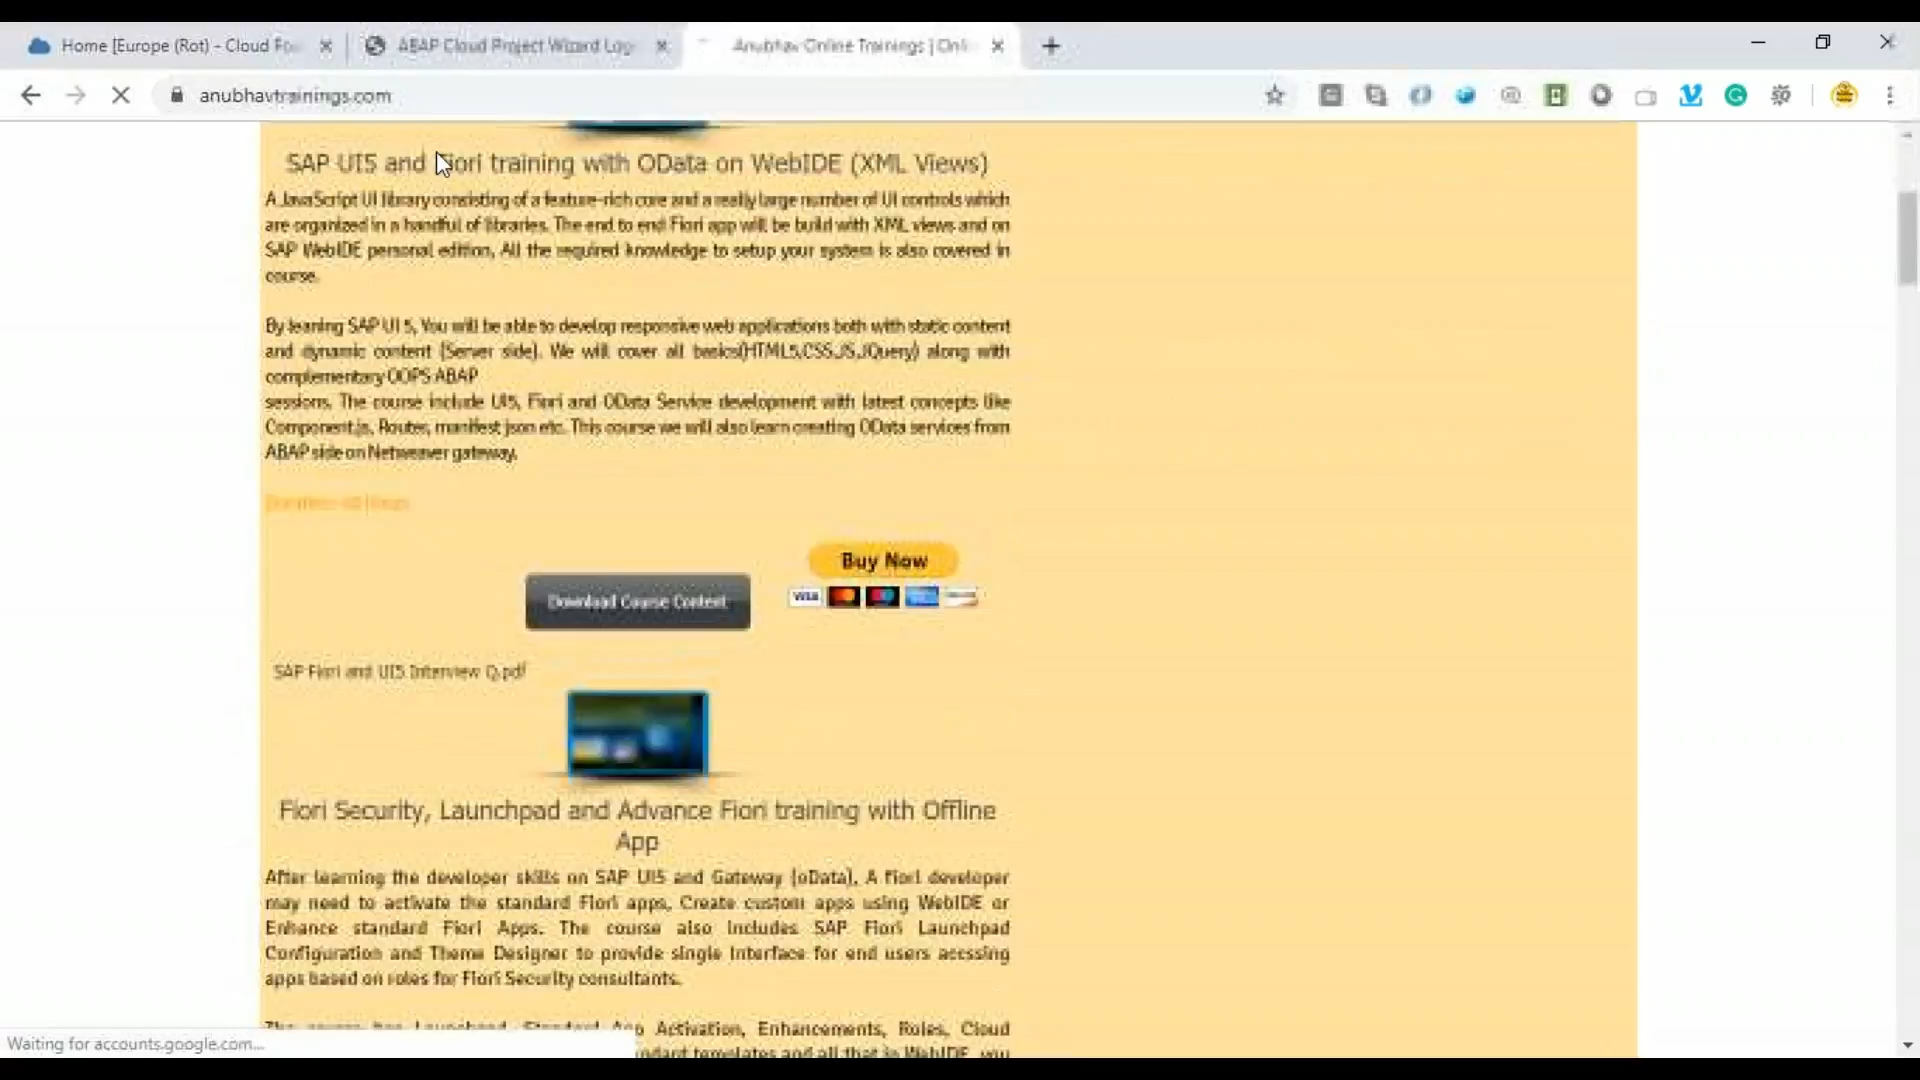 Home [Europe (Rot) - Cloud Fo
ABAP Cloud Project Wizard Log
Anubhav Online Trainings | Onli
anubhavtrainings.com
SAP UI5 and Fiori training with OData on WebIDE (XML Views)
A JavaScript UI library consisting of a feature-rich core and a really large number of UI controls which
are organized in a handful of libraries. The end to end Fiori app will be build with XML views and on
SAP WebIDE personal edition, All the required knowledge to setup your system is also covered in
course.
By leaning SAP UI 5, You will be able to develop responsive web applications both with static content
and dynamic content (Server side). We will cover all basics(HTML5,CSS,JS,JQuery) along with
complementary OOPS ABAP
sessions. The course include UI5, Fiori and OData Service development with latest concepts like
Component.js, Router, manifest json etc. This course we will also learn creating OData services from
ABAP side on Netweaver gateway.
Buy Now
Download Course Content
VISA
SAP Fiori and UI5 Interview Q.pdf
Fiori Security, Launchpad and Advance Fiori training with Offline
App
After learning the developer skills on SAP UI5 and Gateway (oData), A fiori developer
may need to activate the standard Fiori apps, Create custom apps using WebIDE or
Enhance standard Fiori Apps. The course also includes SAP Fiori Launchpad
Configuration and Theme Designer to provide single interface for end users accssing
apps based on roles for Fiori Security consultants.
App Activation, Enhancements, Roles, Cloud
templates and all that in WebIDE, you
Waiting for accounts.google.com...